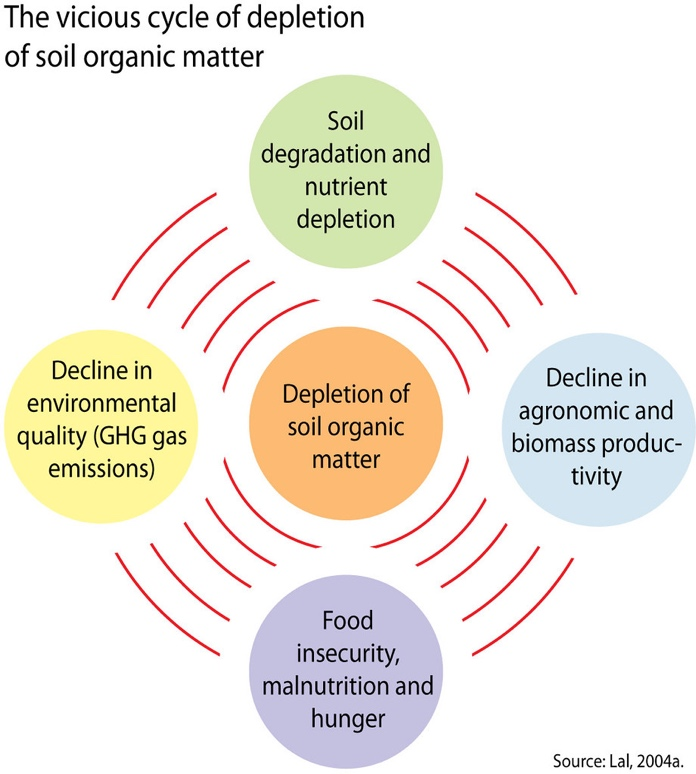 The vicious cycle of depletion
of soil organic matter
Soil
degradation and
nutrient
depletion
Decline in
environmental
quality (GHG gas
emissions)
Depletion of
soil organic
matter
Decline in
agronomic and
biomass produc-
tivity
Food
insecurity,
malnutrition and
hunger
Source: Lal, 2004a.